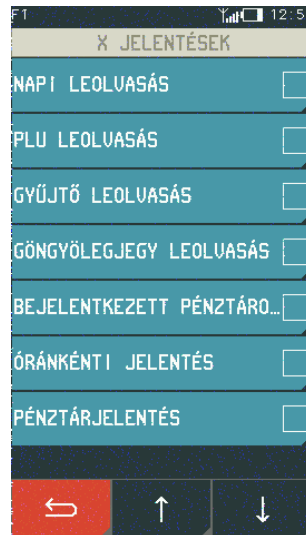 F1 12:5
X JELENTÉSEK
NAPI LEOLVASÁS
PLU LEOLVASÁS
GYŰJTŐ LEOLVASÁS
GÖNGYÖLEGJEGY LEOLVASÁS
BEJELENTKEZETT PÉNZTÁRO...
ÓRÁNKÉNTI JELENTÉS
PÉNZTÁRJELENTÉS